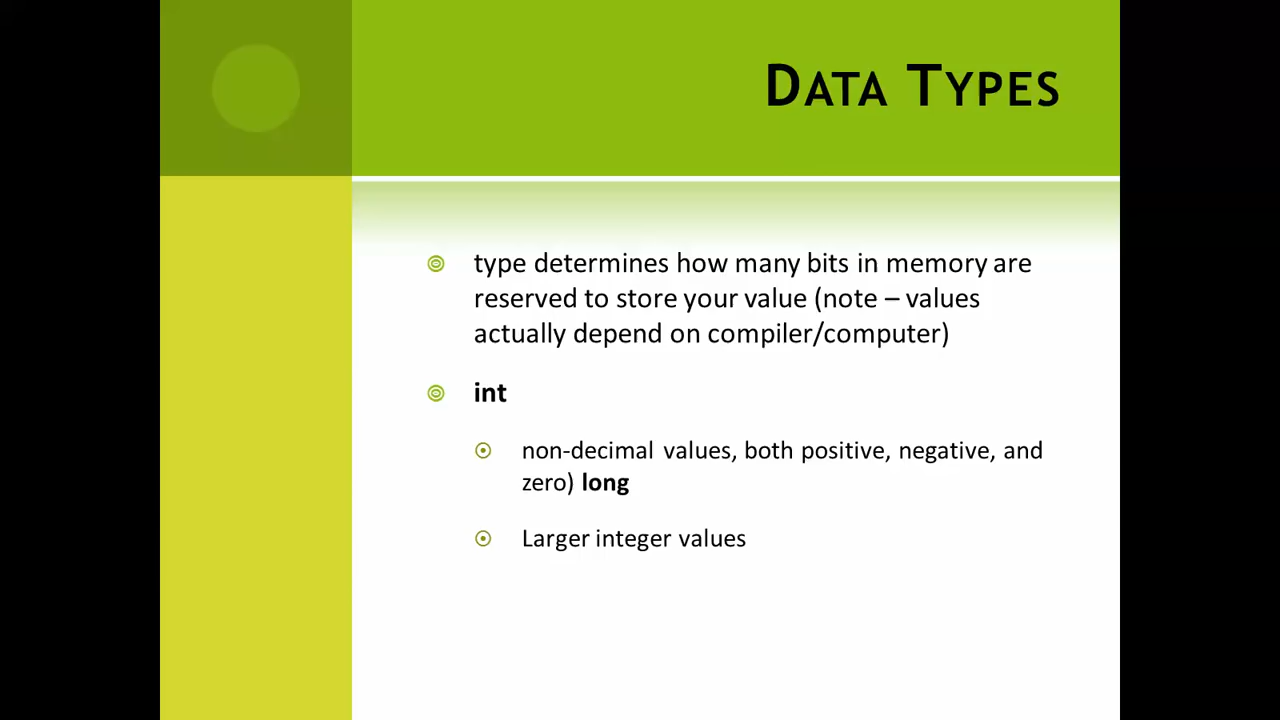 DATA TYPES
type determines how many bits in memory are
reserved to store your value (note – values
actually depend on compiler/computer)
int
non-decimal values, both positive, negative, and
zero) long
Larger integer values